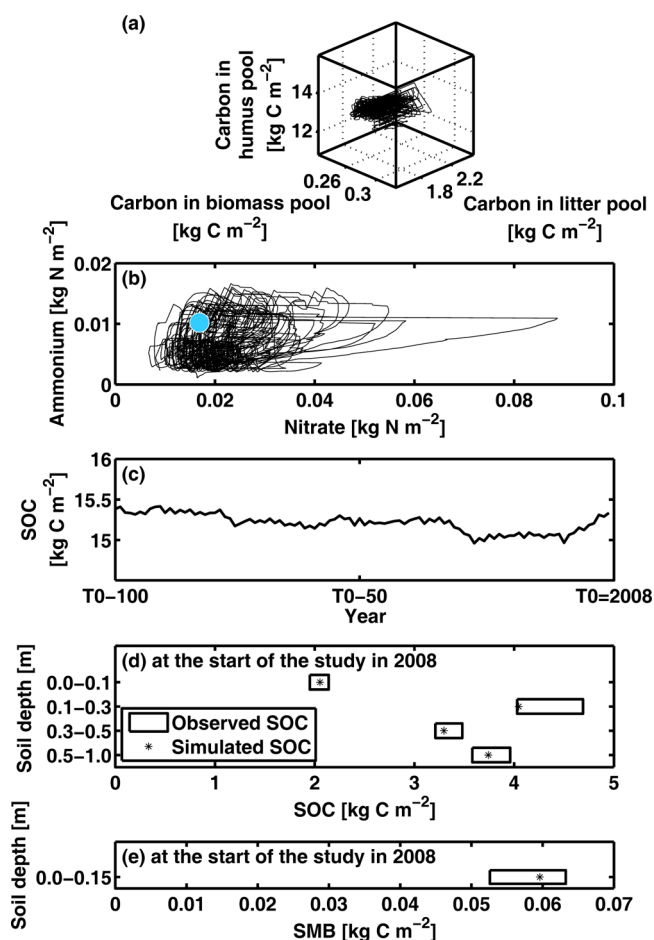 (a)
Carbon in
humus pool
[kg C m−2]
14
12
0.26
0.3
1.8
2.2
Carbon in biomass pool
[kg C m−2]
Carbon in litter pool
[kg C m−2]
(b)
Ammonium [kg N m−2]
0.02
0.01
0
0 0.02 0.04 0.06 0.08 0.1
Nitrate [kg N m−2]
(c)
SOC
[kg C m−2]
16
15.5
15
T0−100 T0−50 T0=2008
Year
(d) at the start of the study in 2008
Soil depth [m]
0.0−0.1
0.1−0.3
0.3−0.5
0.5−1.0
Observed SOC
Simulated SOC
0 1 2 3 4 5
SOC [kg C m−2]
(e) at the start of the study in 2008
Soil depth [m]
0.0−0.15
0 0.01 0.02 0.03 0.04 0.05 0.06 0.07
SMB [kg C m−2]